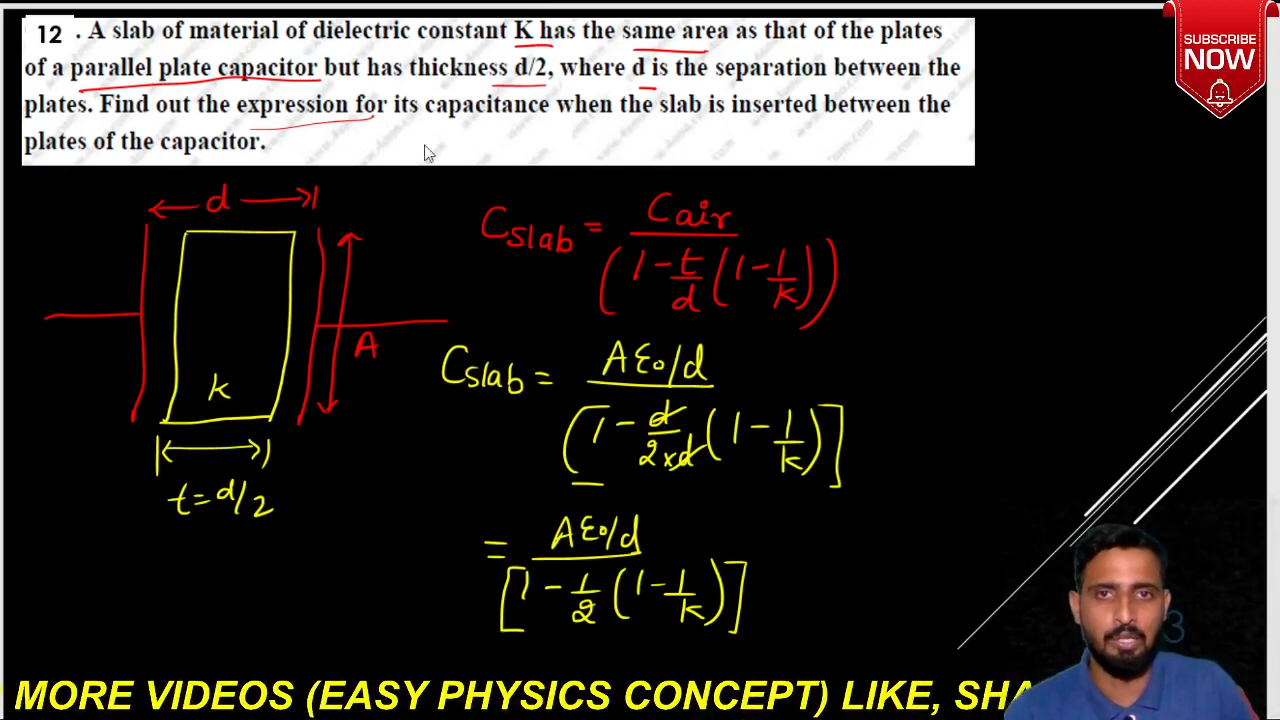 SUBSCRIBE
NOW
12 . A slab of material of dielectric constant K has the same area as that of the plates
of a parallel plate capacitor but has thickness d/2, where d is the separation between the
plates. Find out the expression for its capacitance when the slab is inserted between the
plates of the capacitor.
d
A
k
t = d/2
Cslab = Cair / (1 - t/d (1 - 1/k))
Cslab = Aε0/d / [1 - d/2×d (1 - 1/k)]
= Aε0/d / [1 - 1/2 (1 - 1/k)]
3
MORE VIDEOS (EASY PHYSICS CONCEPT) LIKE, SHA